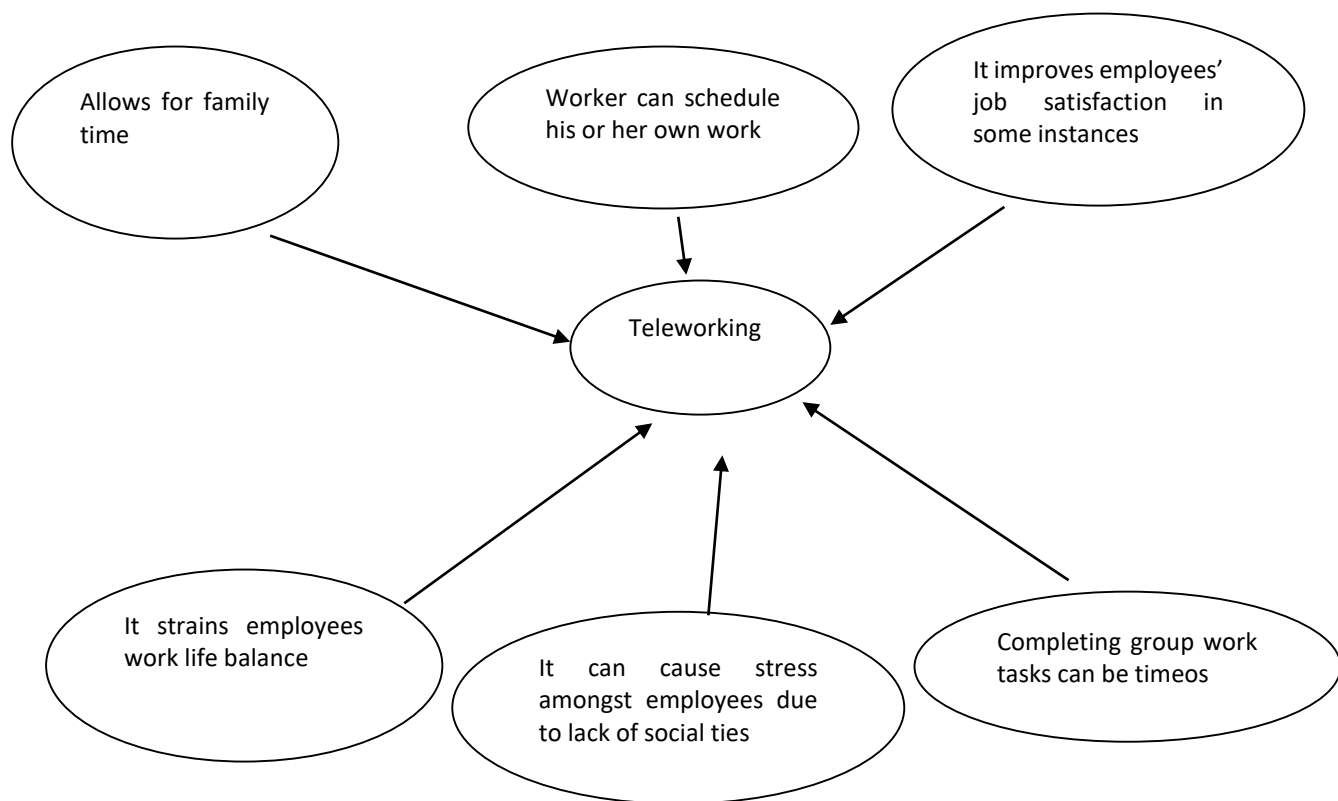 Allows for family
time
Worker can schedule
his or her own work
It improves employees’
job satisfaction in
some instances
Teleworking
It strains employees
work life balance
It can cause stress
amongst employees due
to lack of social ties
Completing group work
tasks can be timeos